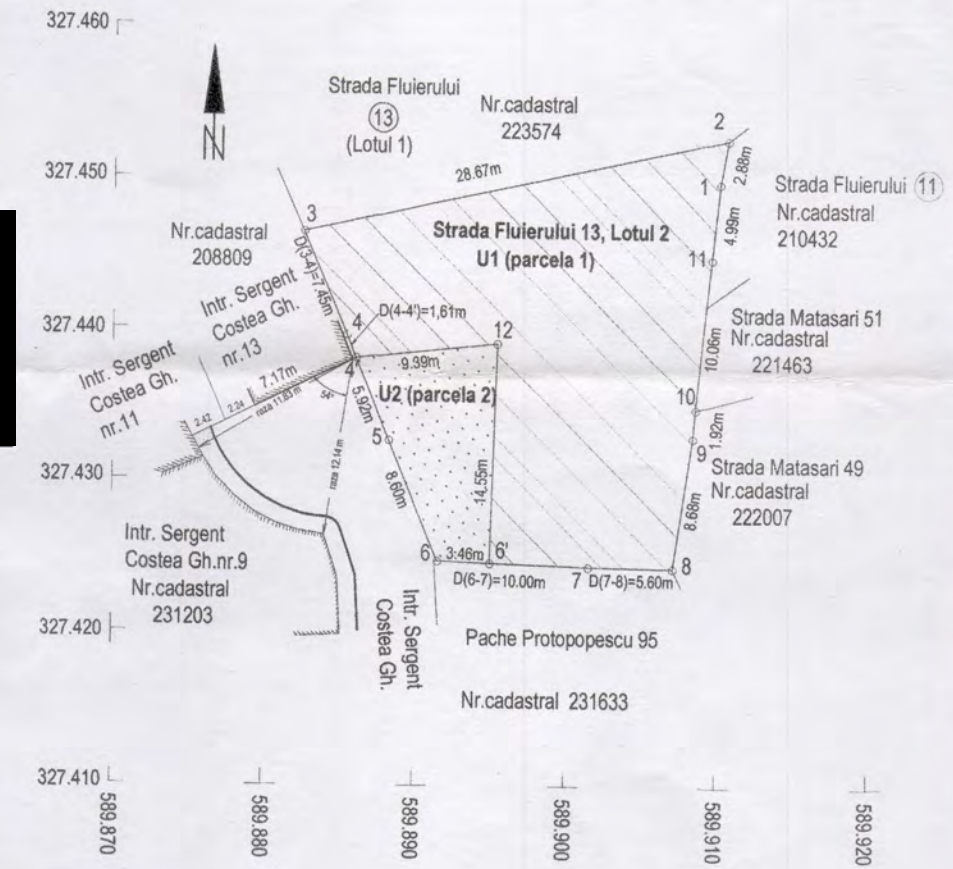 327.460
N
Strada Fluierului
13
(Lotul 1)
Nr.cadastral
223574
2
2.88m
327.450
28.67m
1
Strada Fluierului 11
Nr.cadastral
210432
4.99m
3
Nr.cadastral
208809
Strada Fluierului 13, Lotul 2
U1 (parcela 1)
11
D(3-4)=7.45m
Intr. Sergent
Costea Gh.
nr.13
327.440
4
D(4-4')=1,61m
12
Strada Matasari 51
Nr.cadastral
221463
10.06m
Intr. Sergent
Costea Gh.
nr.11
7.17m
4'
9.39m
U2 (parcela 2)
2.42
2.24
raza 11.83 m
54°
5.92m
10
1.92m
9
5
327.430
raza 12.14 m
8.60m
14.55m
Strada Matasari 49
Nr.cadastral
222007
8.68m
Intr. Sergent
Costea Gh.nr.9
Nr.cadastral
231203
6
3.46m
6'
8
D(6-7)=10.00m
7
D(7-8)=5.60m
327.420
Intr. Sergent
Costea Gh.
Pache Protopopescu 95
Nr.cadastral 231633
327.410
589.870
589.880
589.890
589.900
589.910
589.920